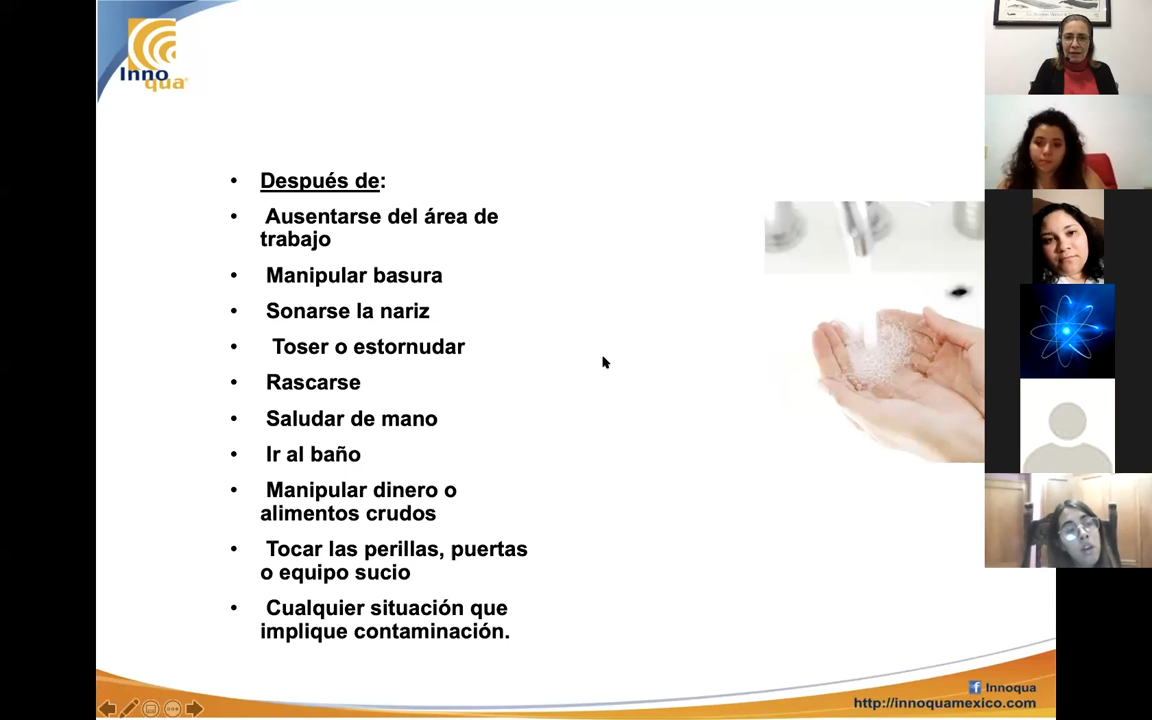 Inno
qua
Después de:
Ausentarse del área de
trabajo
Manipular basura
Sonarse la nariz
Toser o estornudar
Rascarse
Saludar de mano
Ir al baño
Manipular dinero o
alimentos crudos
Tocar las perillas, puertas
o equipo sucio
Cualquier situación que
implique contaminación.
Innoqua
http://innoquamexico.com